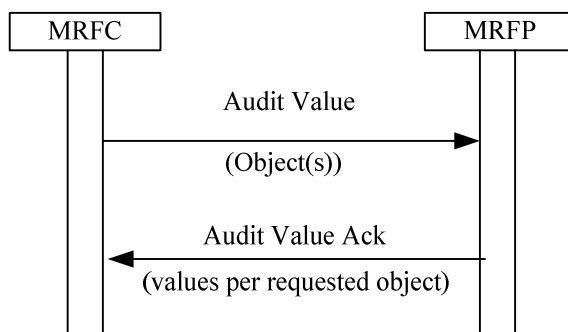 MRFC
MRFP
Audit Value
(Object(s))
Audit Value Ack
(values per requested object)